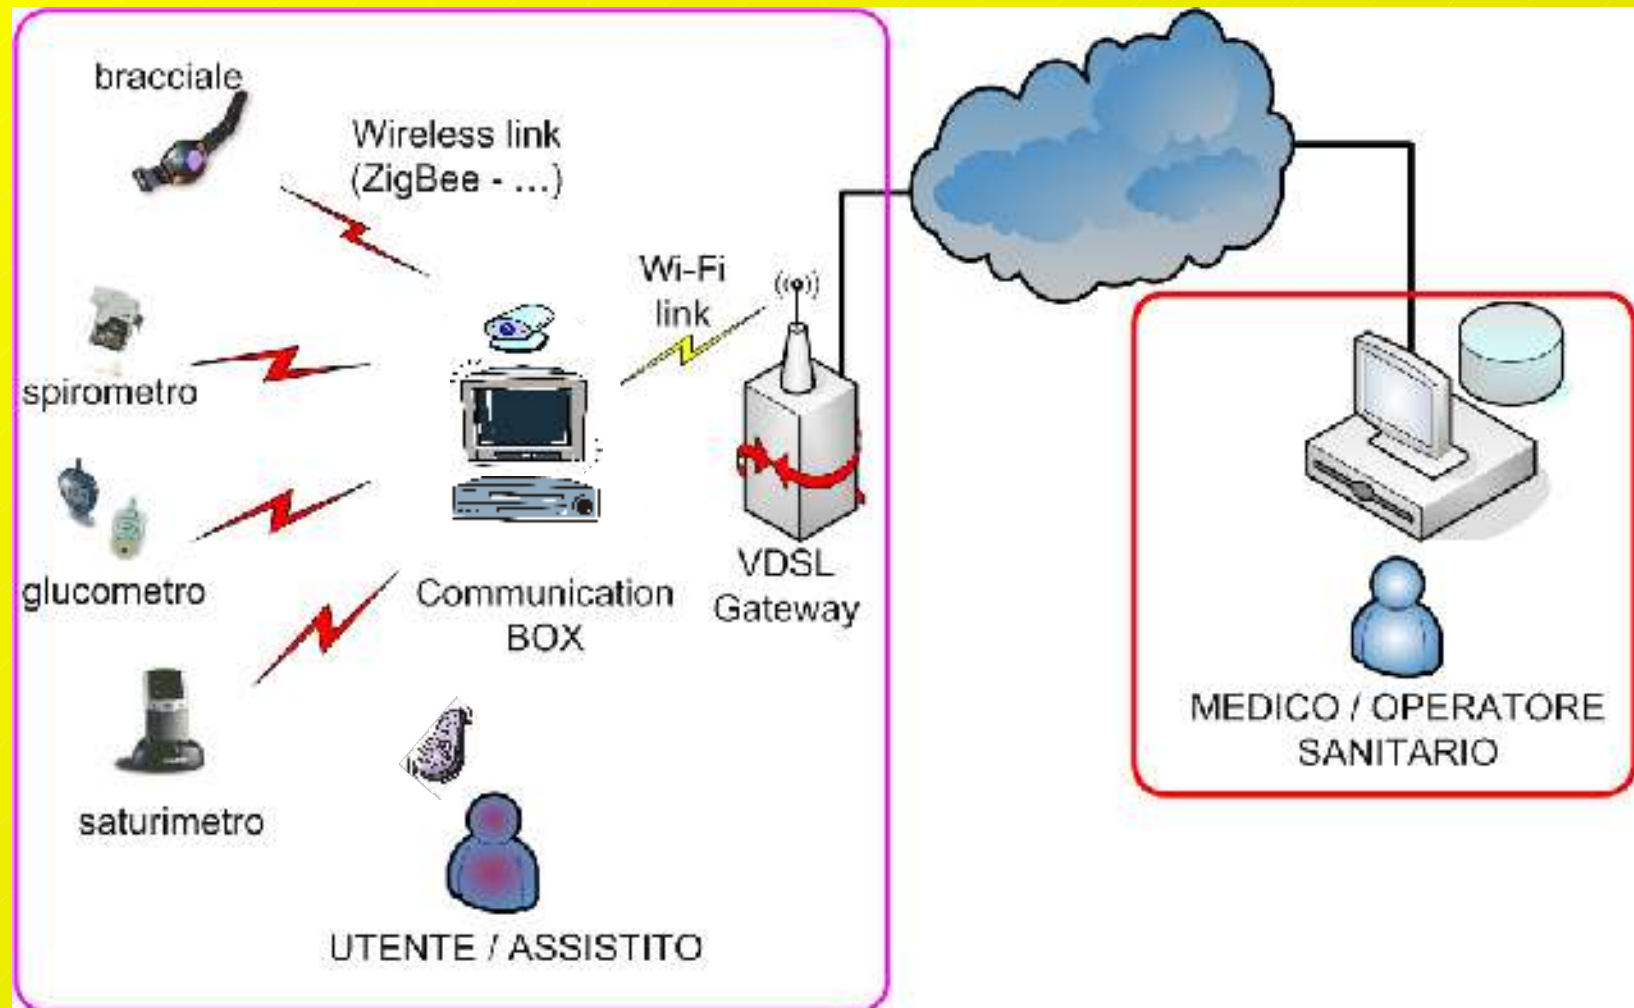 bracciale
Wireless link
(ZigBee - ...)
spirometro
glucometro
saturimetro
Communication
BOX
Wi-Fi
link
VDSL
Gateway
UTENTE / ASSISTITO
MEDICO / OPERATORE
SANITARIO